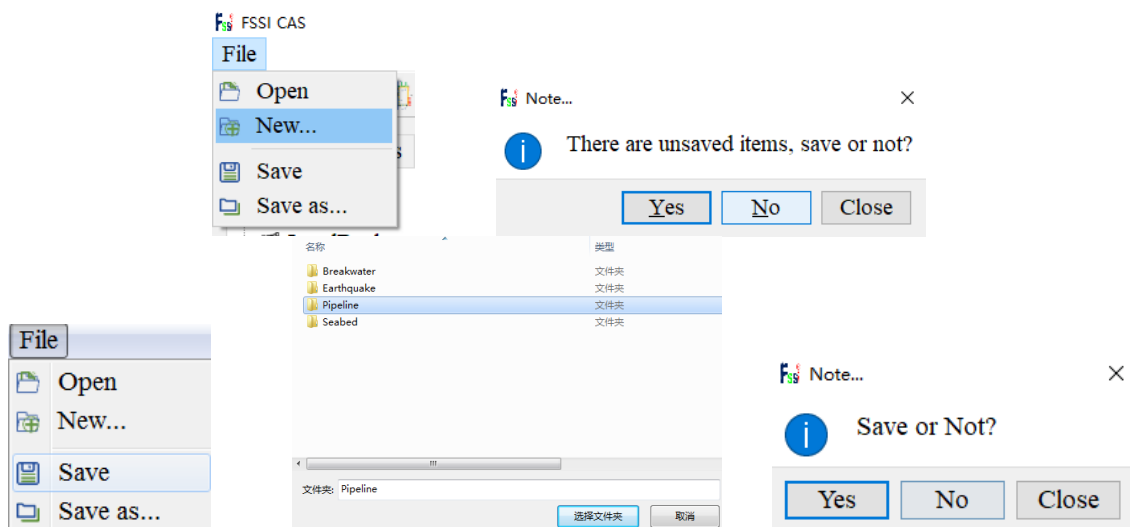 FSSI CAS
File
Open
New...
Save
Save as...
Note...
There are unsaved items, save or not?
Yes
No
Close
名称
类型
Breakwater
文件夹
Earthquake
文件夹
Pipeline
文件夹
Seabed
文件夹
文件夹: Pipeline
选择文件夹
取消
File
Open
New...
Save
Save as...
Note...
Save or Not?
Yes
No
Close